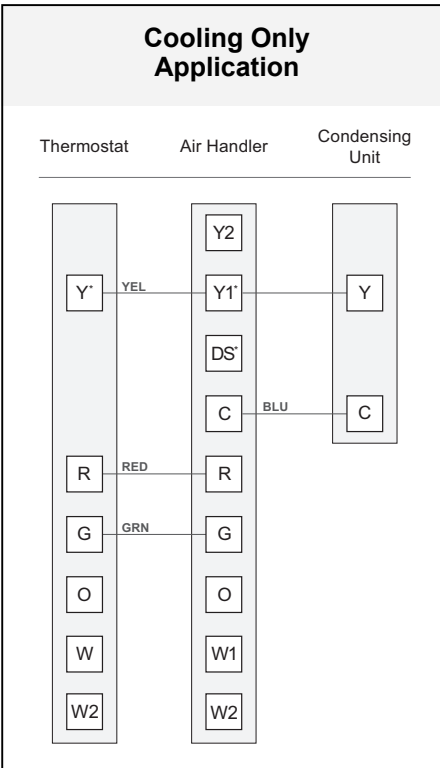 Cooling Only
Application
Thermostat Air Handler Condensing
Unit
Y2
Y* YEL Y1* Y
DS*
C BLU C
R RED R
G GRN G
O O
W W1
W2 W2